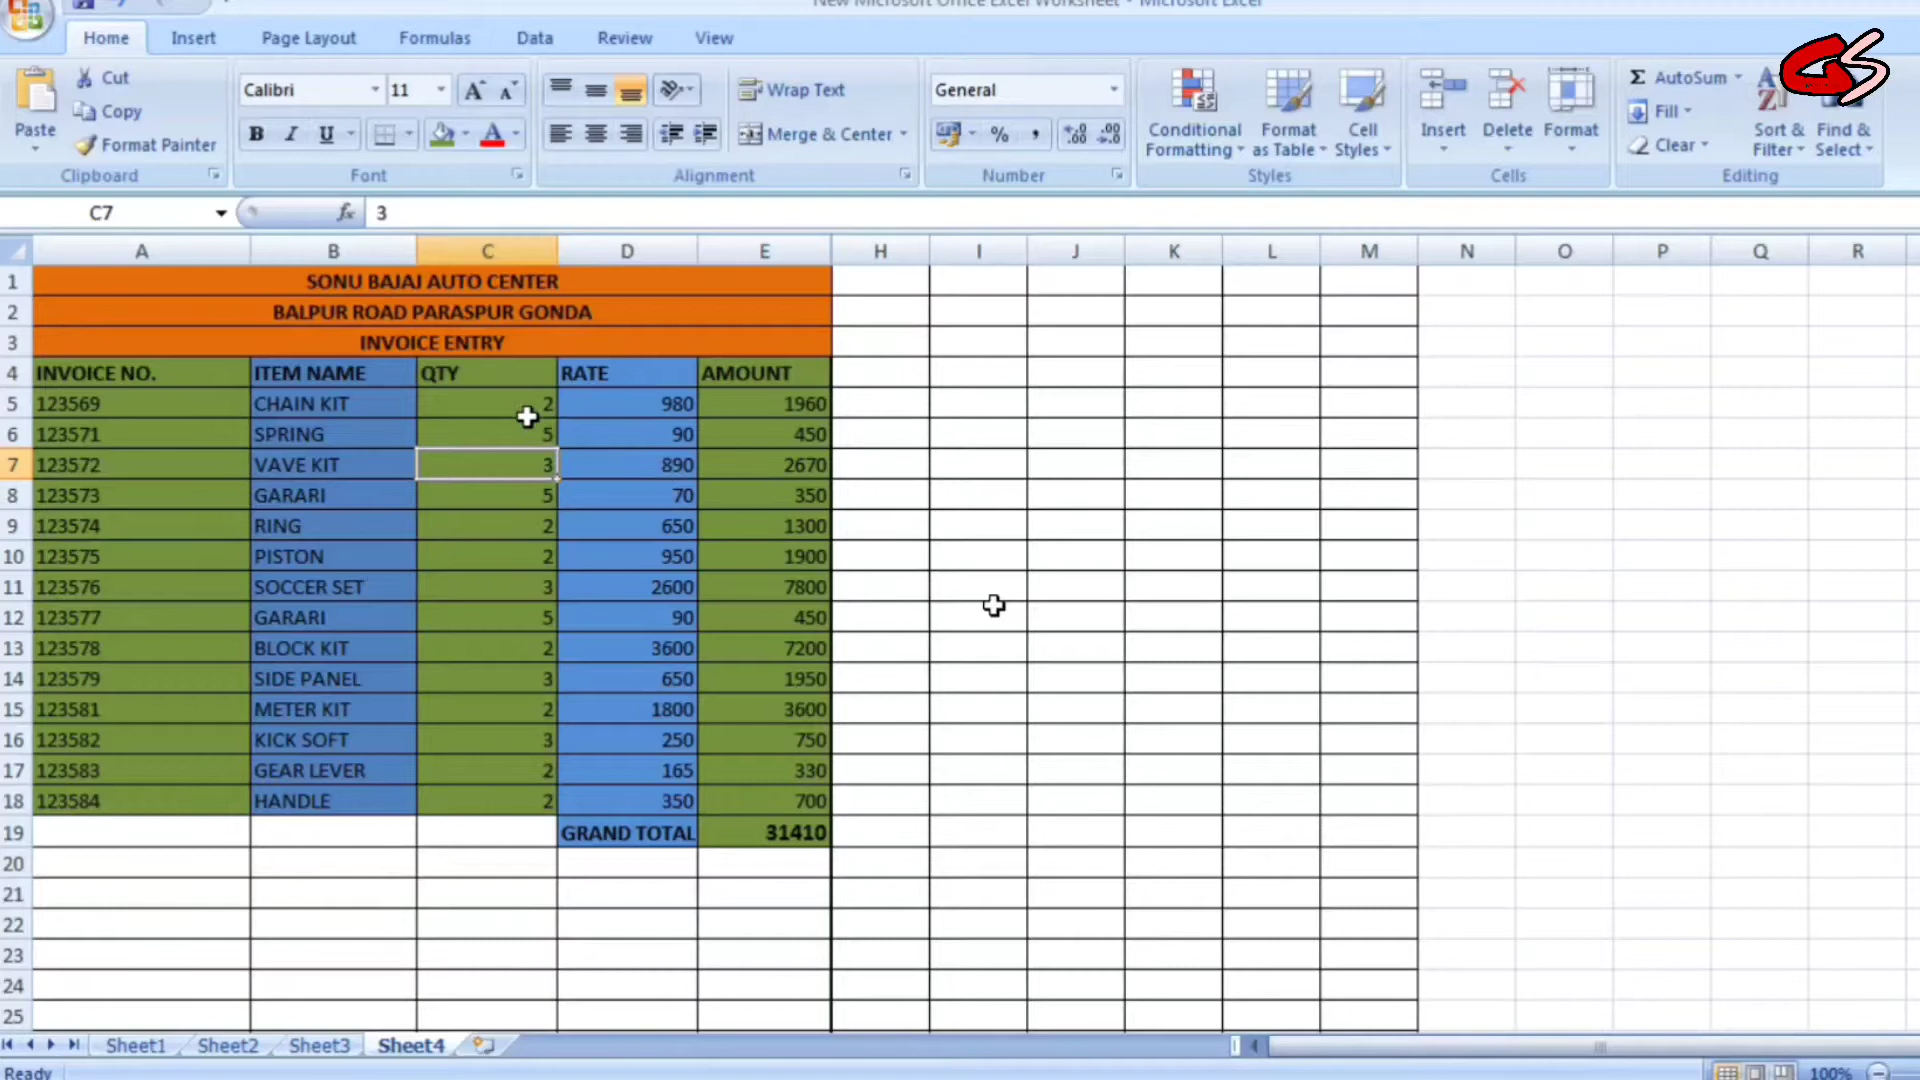 New Microsoft Office Excel Worksheet - Microsoft Excel
Home Insert Page Layout Formulas Data Review View
Paste
Cut
Copy
Format Painter
Clipboard
Calibri 11
Font
Wrap Text
Merge & Center
Alignment
General
Number
Conditional Formatting
Format as Table
Cell Styles
Styles
Insert Delete Format
Cells
AutoSum
Fill
Clear
Sort & Filter
Find & Select
Editing
GS
C7 fx 3
A B C D E H I J K L M N O P Q R
1 SONU BAJAJ AUTO CENTER
2 BALPUR ROAD PARASPUR GONDA
3 INVOICE ENTRY
4 INVOICE NO. ITEM NAME QTY RATE AMOUNT
5 123569 CHAIN KIT 2 980 1960
6 123571 SPRING 5 90 450
7 123572 VAVE KIT 3 890 2670
8 123573 GARARI 5 70 350
9 123574 RING 2 650 1300
10 123575 PISTON 2 950 1900
11 123576 SOCCER SET 3 2600 7800
12 123577 GARARI 5 90 450
13 123578 BLOCK KIT 2 3600 7200
14 123579 SIDE PANEL 3 650 1950
15 123581 METER KIT 2 1800 3600
16 123582 KICK SOFT 3 250 750
17 123583 GEAR LEVER 2 165 330
18 123584 HANDLE 2 350 700
19 GRAND TOTAL 31410
20
21
22
23
24
25
Sheet1 Sheet2 Sheet3 Sheet4
Ready 100%